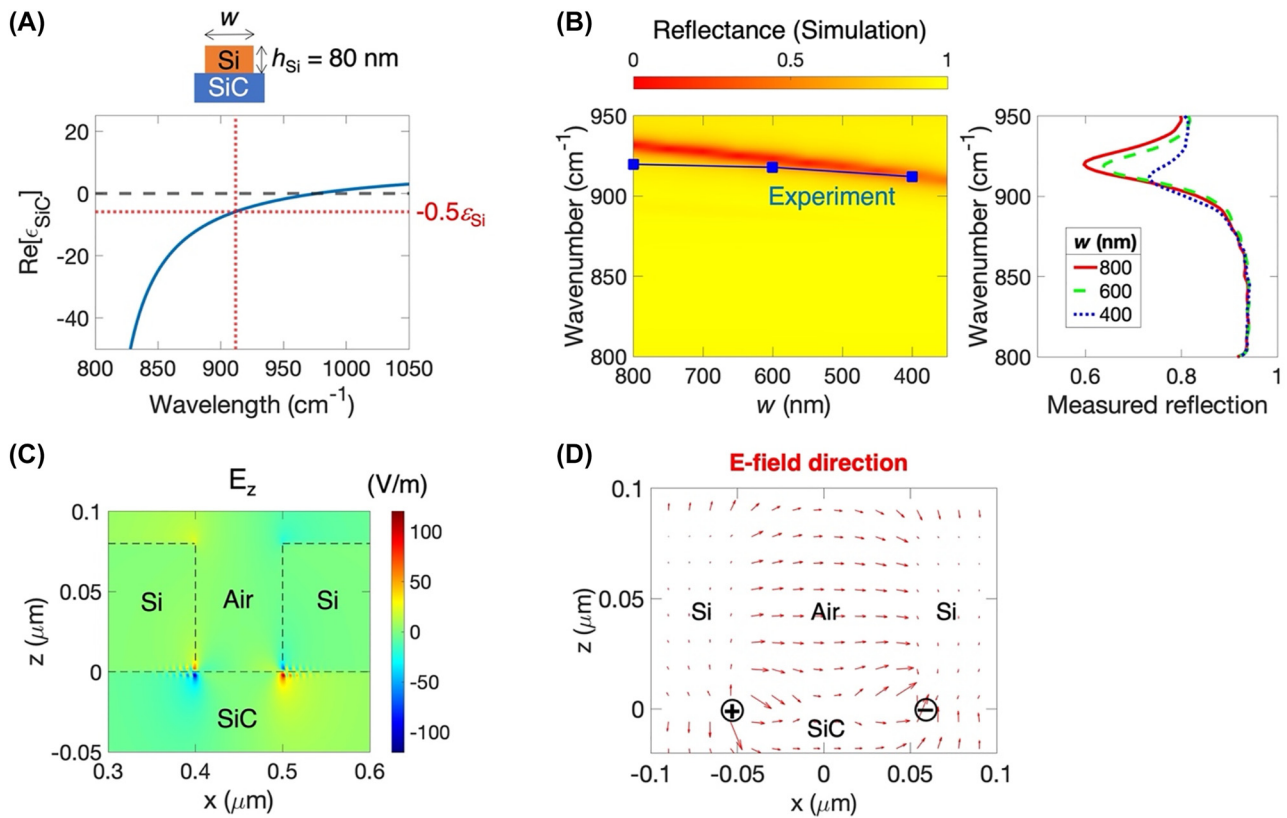 (A)
w
Si
h_Si = 80 nm
SiC
20
0
-20
-40
Re[ϵ_SiC]
-0.5ε_Si
800 850 900 950 1000 1050
Wavelength (cm⁻¹)
(B)
Reflectance (Simulation)
0 0.5 1
950
900
850
800
Wavenumber (cm⁻¹)
Experiment
800 700 600 500 400
w (nm)
950
900
850
800
Wavenumber (cm⁻¹)
w (nm)
800
600
400
0.6 0.8 1
Measured reflection
(C)
E_z
(V/m)
0.1
0.05
0
-0.05
z (μm)
Si Air Si
SiC
0.3 0.4 0.5 0.6
x (μm)
100
50
0
-50
-100
(D)
E-field direction
0.1
0.05
0
z (μm)
Si Air Si
+ −
SiC
-0.1 -0.05 0 0.05 0.1
x (μm)